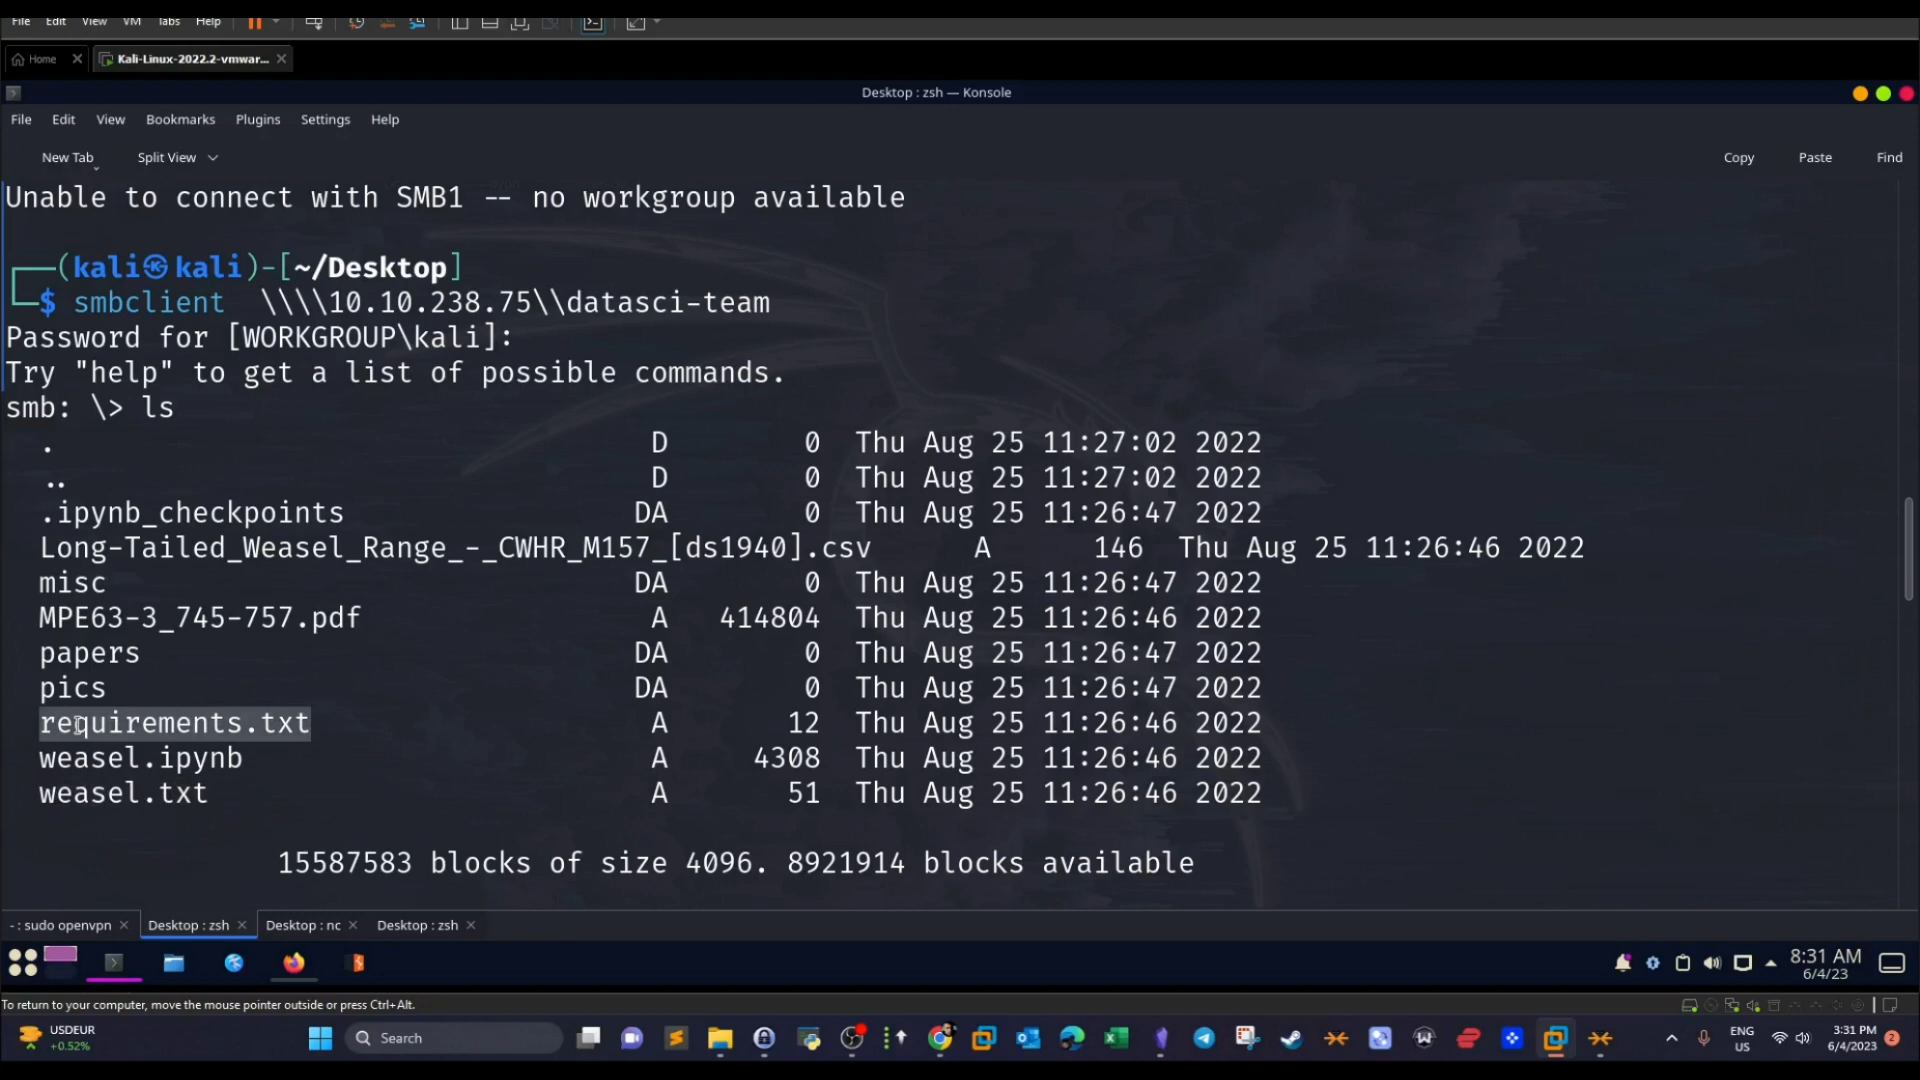 File Edit View VM Tabs Help
Home Kali-Linux-2022.2-vmwar...
Desktop : zsh — Konsole
File Edit View Bookmarks Plugins Settings Help
New Tab Split View Copy Paste Find
Unable to connect with SMB1 -- no workgroup available
(kali㉿kali)-[~/Desktop]
$ smbclient \\\\10.10.238.75\\datasci-team
Password for [WORKGROUP\kali]:
Try "help" to get a list of possible commands.
smb: \> ls
. D 0 Thu Aug 25 11:27:02 2022
.. D 0 Thu Aug 25 11:27:02 2022
.ipynb_checkpoints DA 0 Thu Aug 25 11:26:47 2022
Long-Tailed_Weasel_Range_-_CWHR_M157_[ds1940].csv A 146 Thu Aug 25 11:26:46 2022
misc DA 0 Thu Aug 25 11:26:47 2022
MPE63-3_745-757.pdf A 414804 Thu Aug 25 11:26:46 2022
papers DA 0 Thu Aug 25 11:26:47 2022
pics DA 0 Thu Aug 25 11:26:47 2022
requirements.txt A 12 Thu Aug 25 11:26:46 2022
weasel.ipynb A 4308 Thu Aug 25 11:26:46 2022
weasel.txt A 51 Thu Aug 25 11:26:46 2022
15587583 blocks of size 4096. 8921914 blocks available
- : sudo openvpn Desktop : zsh Desktop : nc Desktop : zsh
8:31 AM
6/4/23
To return to your computer, move the mouse pointer outside or press Ctrl+Alt.
USDEUR
+0.52%
Search
ENG
US
3:31 PM
6/4/2023
2